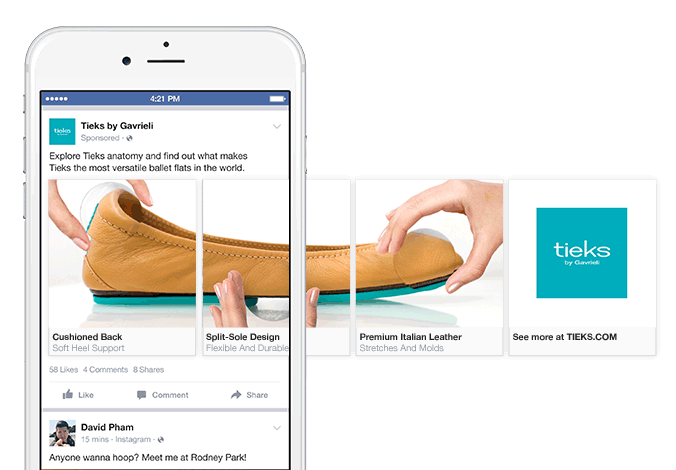 4:21 PM
tieks
by Gavrieli
Tieks by Gavrieli
Sponsored ·
Explore Tieks anatomy and find out what makes
Tieks the most versatile ballet flats in the world.
tieks
by Gavrieli
Cushioned Back
Soft Heel Support
Split-Sole Design
Flexible And Durable
Premium Italian Leather
Stretches And Molds
See more at TIEKS.COM
58 Likes 4 Comments 8 Shares
Like Comment Share
David Pham
15 mins · Instagram ·
Anyone wanna hoop? Meet me at Rodney Park!